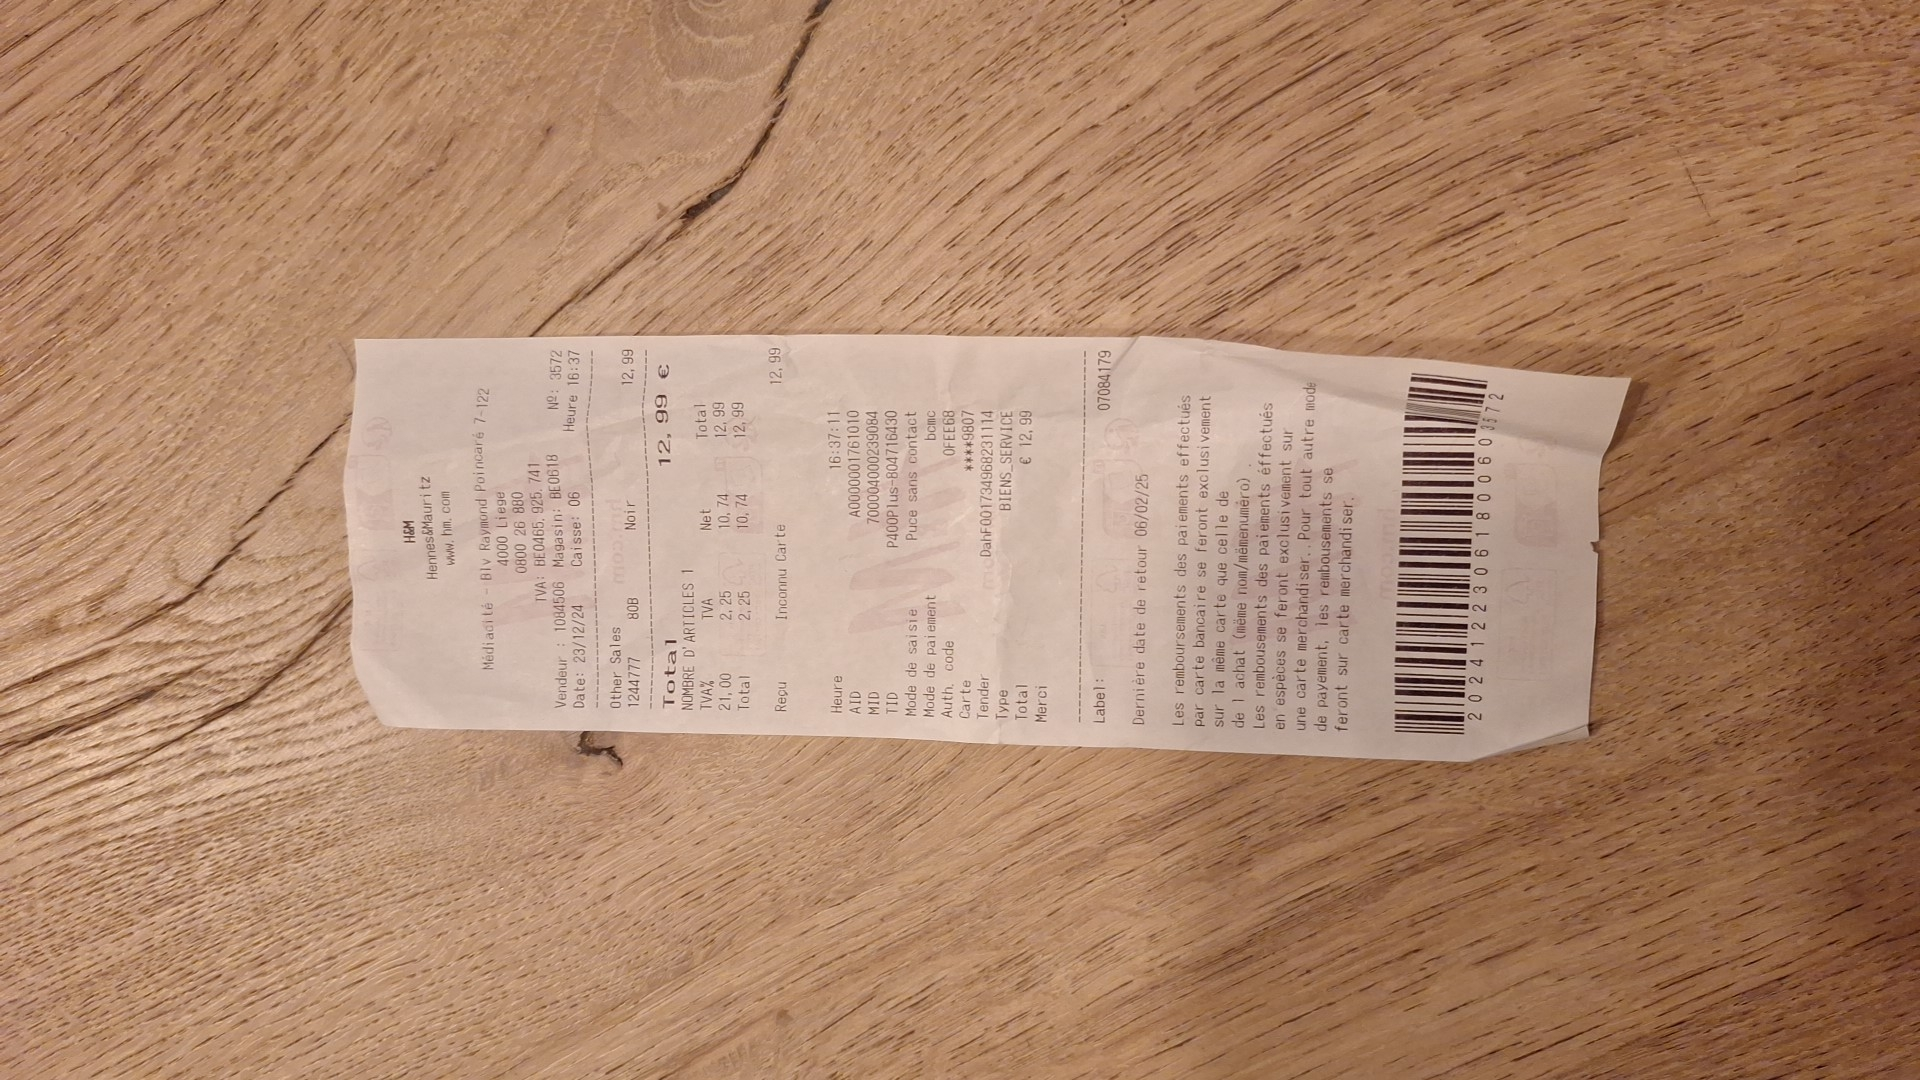 H&M
Hennes&Mauritz
www.hm.com
Médiacité - Blv Raymond Poincaré 7-122
4000 Liege
0800 26 880
TVA: BE0465.925.741
Vendeur : 1084506 Magasin: BE0618 Nº: 3572
Date: 23/12/24 Caisse: 06 Heure 16:37
Other Sales
1244777 80B Noir 12,99
Total 12,99 €
NOMBRE D'ARTICLES 1
TVA% TVA Net Total
21,00 2,25 10,74 12,99
Total 2,25 10,74 12,99
Reçu Inconnu Carte 12,99
Heure 16:37:11
AID A0000001761010
MID 7000040000239084
TID P400Plus-804716430
Mode de saisie Puce sans contact
Mode de paiement bcmc
Auth. code 0FEE68
Carte ****9807
Tender DahF001734968231114
Type BIENS_SERVICE
Total € 12,99
Merci
Label: 07084179
Dernière date de retour 06/02/25
Les remboursements des paiements effectués
par carte bancaire se feront exclusivement
sur la même carte que celle de
de l achat (même nom/mêmenuméro).
Les rembousements des paiements éffectués
en espèces se feront exclusivement sur
une carte merchandiser..Pour tout autre mode
de payement, les rembousements se
feront sur carte merchandiser.
20241223061800603572